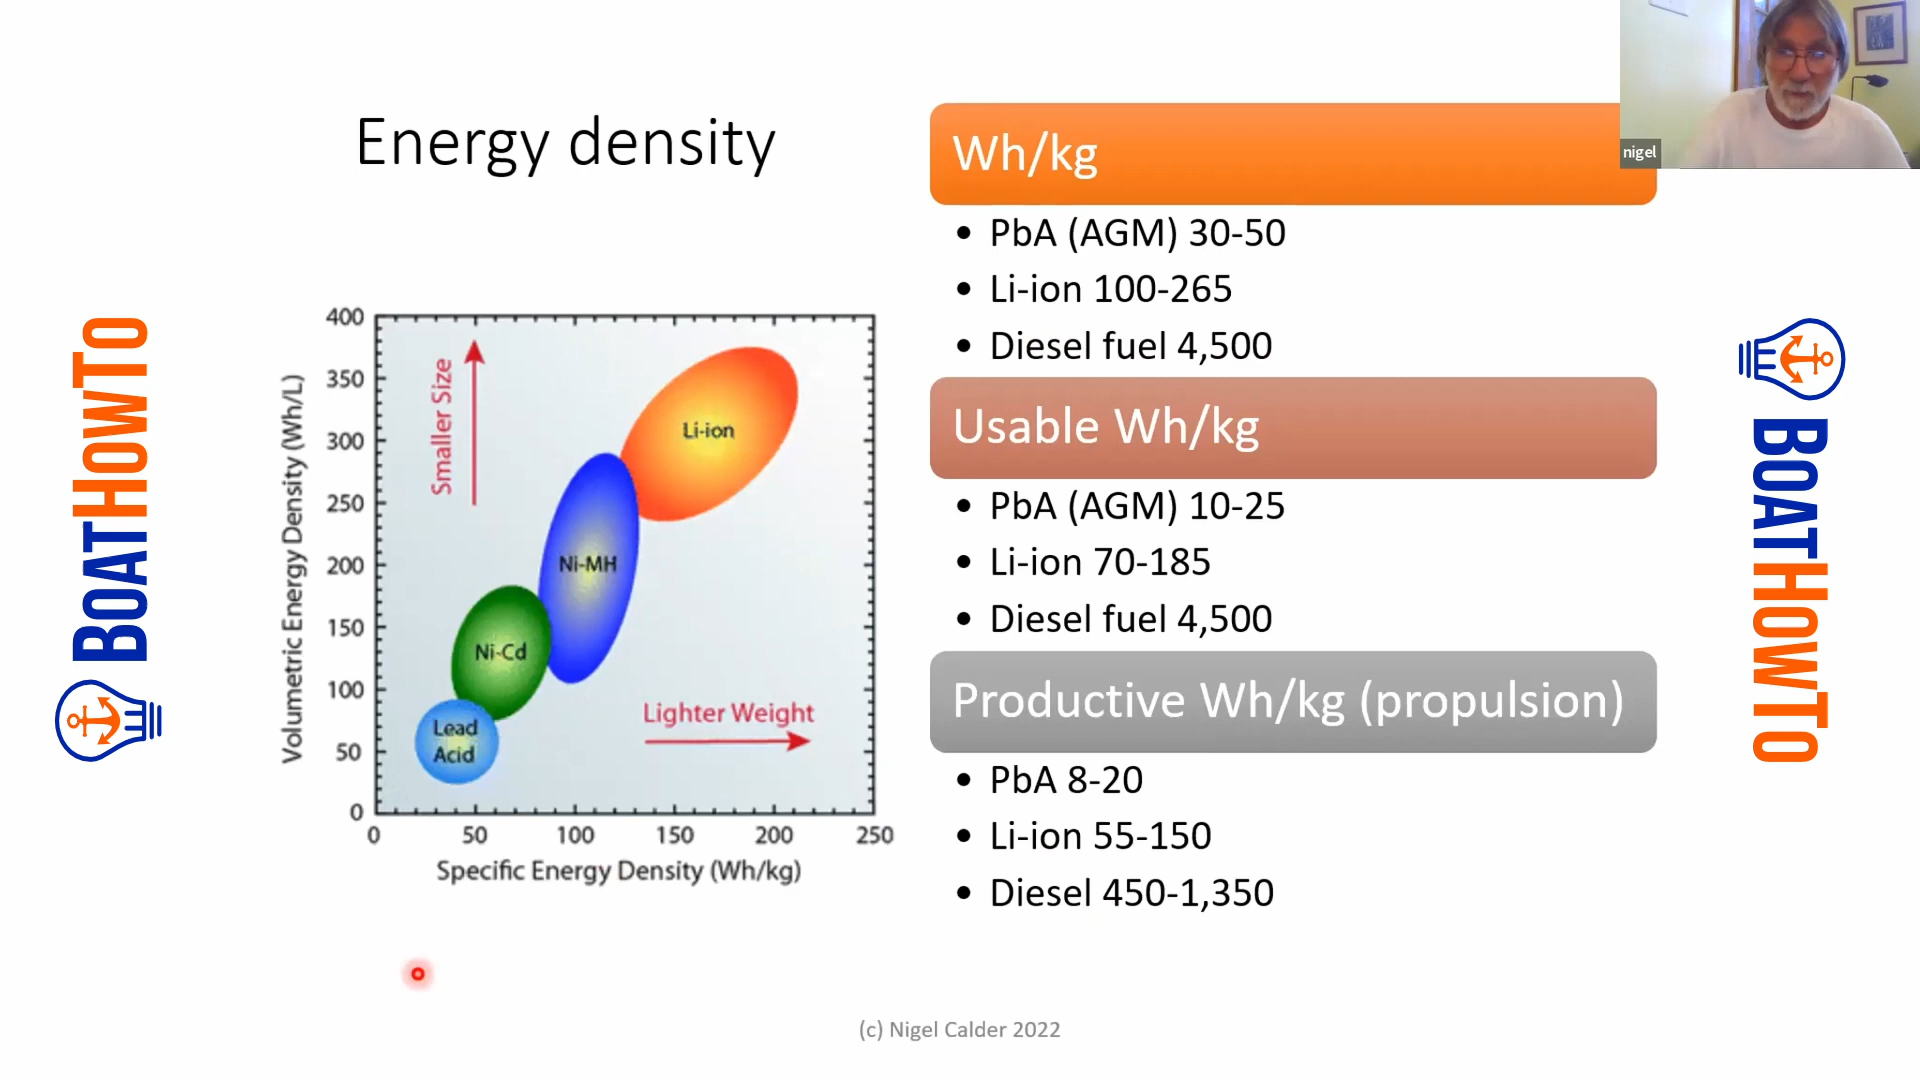 Energy density
nigel
Wh/kg
• PbA (AGM) 30-50
• Li-ion 100-265
• Diesel fuel 4,500
Usable Wh/kg
• PbA (AGM) 10-25
• Li-ion 70-185
• Diesel fuel 4,500
Productive Wh/kg (propulsion)
• PbA 8-20
• Li-ion 55-150
• Diesel 450-1,350
BOATHOWTO
Volumetric Energy Density (Wh/L)
400
350
300
250
200
150
100
50
0
Smaller Size
Li-ion
Ni-MH
Ni-Cd
Lead
Acid
Lighter Weight
0 50 100 150 200 250
Specific Energy Density (Wh/kg)
BOATHOWTO
(c) Nigel Calder 2022